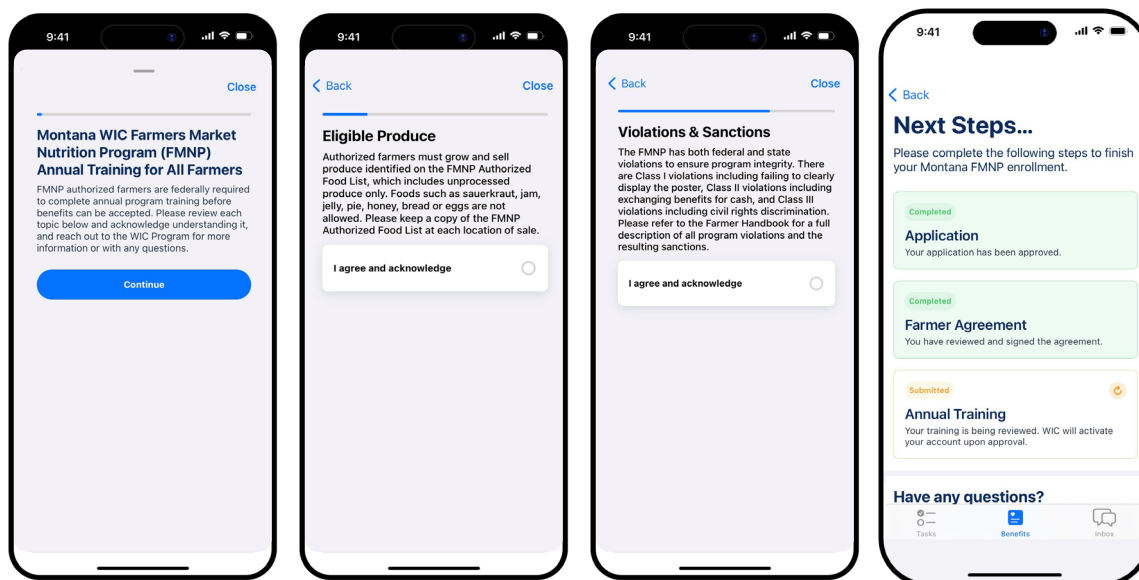 9:41
Close
Montana WIC Farmers Market
Nutrition Program (FMNP)
Annual Training for All Farmers
FMNP authorized farmers are federally required
to complete annual program training before
benefits can be accepted. Please review each
topic below and acknowledge understanding it,
and reach out to the WIC Program for more
information or with any questions.
Continue
9:41
Back
Close
Eligible Produce
Authorized farmers must grow and sell
produce identified on the FMNP Authorized
Food List, which includes unprocessed
produce only. Foods such as sauerkraut, jam,
jelly, pie, honey, bread or eggs are not
allowed. Please keep a copy of the FMNP
Authorized Food List at each location of sale.
I agree and acknowledge
9:41
Back
Close
Violations & Sanctions
The FMNP has both federal and state
violations to ensure program integrity. There
are Class I violations including failing to clearly
display the poster, Class II violations including
exchanging benefits for cash, and Class III
violations including civil rights discrimination.
Please refer to the Farmer Handbook for a full
description of all program violations and the
resulting sanctions.
I agree and acknowledge
9:41
Back
Next Steps...
Please complete the following steps to finish
your Montana FMNP enrollment.
Completed
Application
Your application has been approved.
Completed
Farmer Agreement
You have reviewed and signed the agreement.
Submitted
Annual Training
Your training is being reviewed. WIC will activate
your account upon approval.
Have any questions?
Tasks
Benefits
Inbox